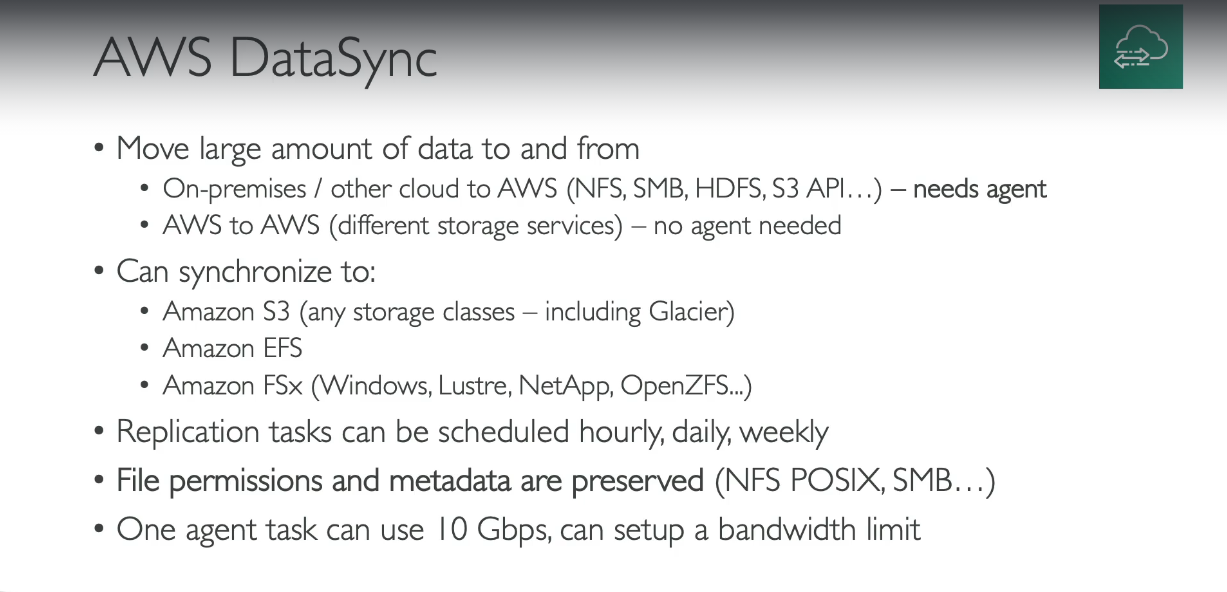 AWS DataSync
• Move large amount of data to and from
• On-premises / other cloud to AWS (NFS, SMB, HDFS, S3 API…) – needs agent
• AWS to AWS (different storage services) – no agent needed
• Can synchronize to:
• Amazon S3 (any storage classes – including Glacier)
• Amazon EFS
• Amazon FSx (Windows, Lustre, NetApp, OpenZFS...)
• Replication tasks can be scheduled hourly, daily, weekly
• File permissions and metadata are preserved (NFS POSIX, SMB…)
• One agent task can use 10 Gbps, can setup a bandwidth limit